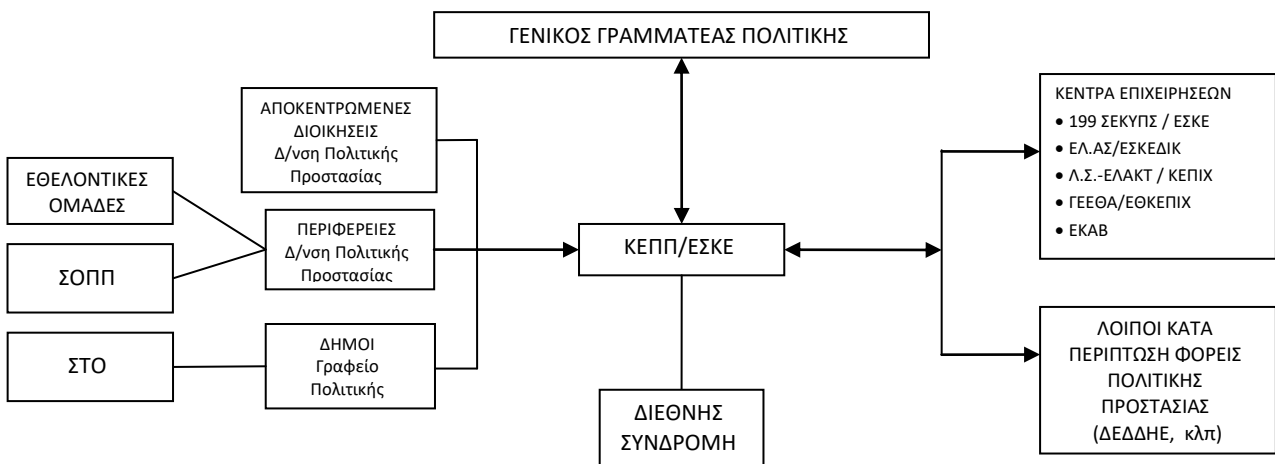 ΓΕΝΙΚΟΣ ΓΡΑΜΜΑΤΕΑΣ ΠΟΛΙΤΙΚΗΣ
ΑΠΟΚΕΝΤΡΩΜΕΝΕΣ
ΔΙΟΙΚΗΣΕΙΣ
Δ/νση Πολιτικής
Προστασίας
ΕΘΕΛΟΝΤΙΚΕΣ
ΟΜΑΔΕΣ
ΣΟΠΠ
ΣΤΟ
ΠΕΡΙΦΕΡΕΙΕΣ
Δ/νση Πολιτικής
Προστασίας
ΔΗΜΟΙ
Γραφείο
Πολιτικής
ΚΕΠΠ/ΕΣΚΕ
ΔΙΕΘΝΗΣ
ΣΥΝΔΡΟΜΗ
ΚΕΝΤΡΑ ΕΠΙΧΕΙΡΗΣΕΩΝ
• 199 ΣΕΚΥΠΣ / ΕΣΚΕ
• ΕΛ.ΑΣ/ΕΣΚΕΔΙΚ
• Λ.Σ.-ΕΛΑΚΤ / ΚΕΠΙΧ
• ΓΕΕΘΑ/ΕΘΚΕΠΙΧ
• ΕΚΑΒ
ΛΟΙΠΟΙ ΚΑΤΑ
ΠΕΡΙΠΤΩΣΗ ΦΟΡΕΙΣ
ΠΟΛΙΤΙΚΗΣ
ΠΡΟΣΤΑΣΙΑΣ
(ΔΕΔΔΗΕ, κλπ)